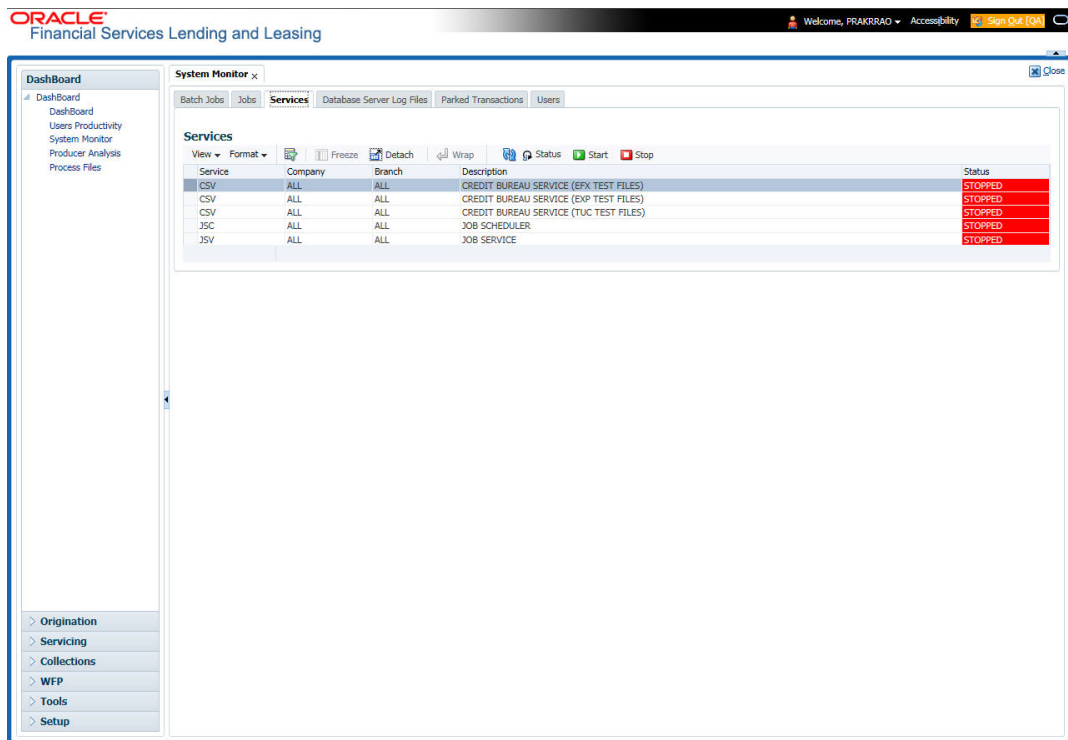 ORACLE
Financial Services Lending and Leasing
Welcome, PRAKRRAO Accessibility Sign Out [QA]
Close
DashBoard
DashBoard
DashBoard
Users Productivity
System Monitor
Producer Analysis
Process Files
Origination
Servicing
Collections
WFP
Tools
Setup
System Monitor
Batch Jobs Jobs Services Database Server Log Files Parked Transactions Users
Services
View Format Freeze Detach Wrap Status Start Stop
Service Company Branch Description Status
CSV ALL ALL CREDIT BUREAU SERVICE (EFX TEST FILES) STOPPED
CSV ALL ALL CREDIT BUREAU SERVICE (EXP TEST FILES) STOPPED
CSV ALL ALL CREDIT BUREAU SERVICE (TUC TEST FILES) STOPPED
JSC ALL ALL JOB SCHEDULER STOPPED
JSV ALL ALL JOB SERVICE STOPPED